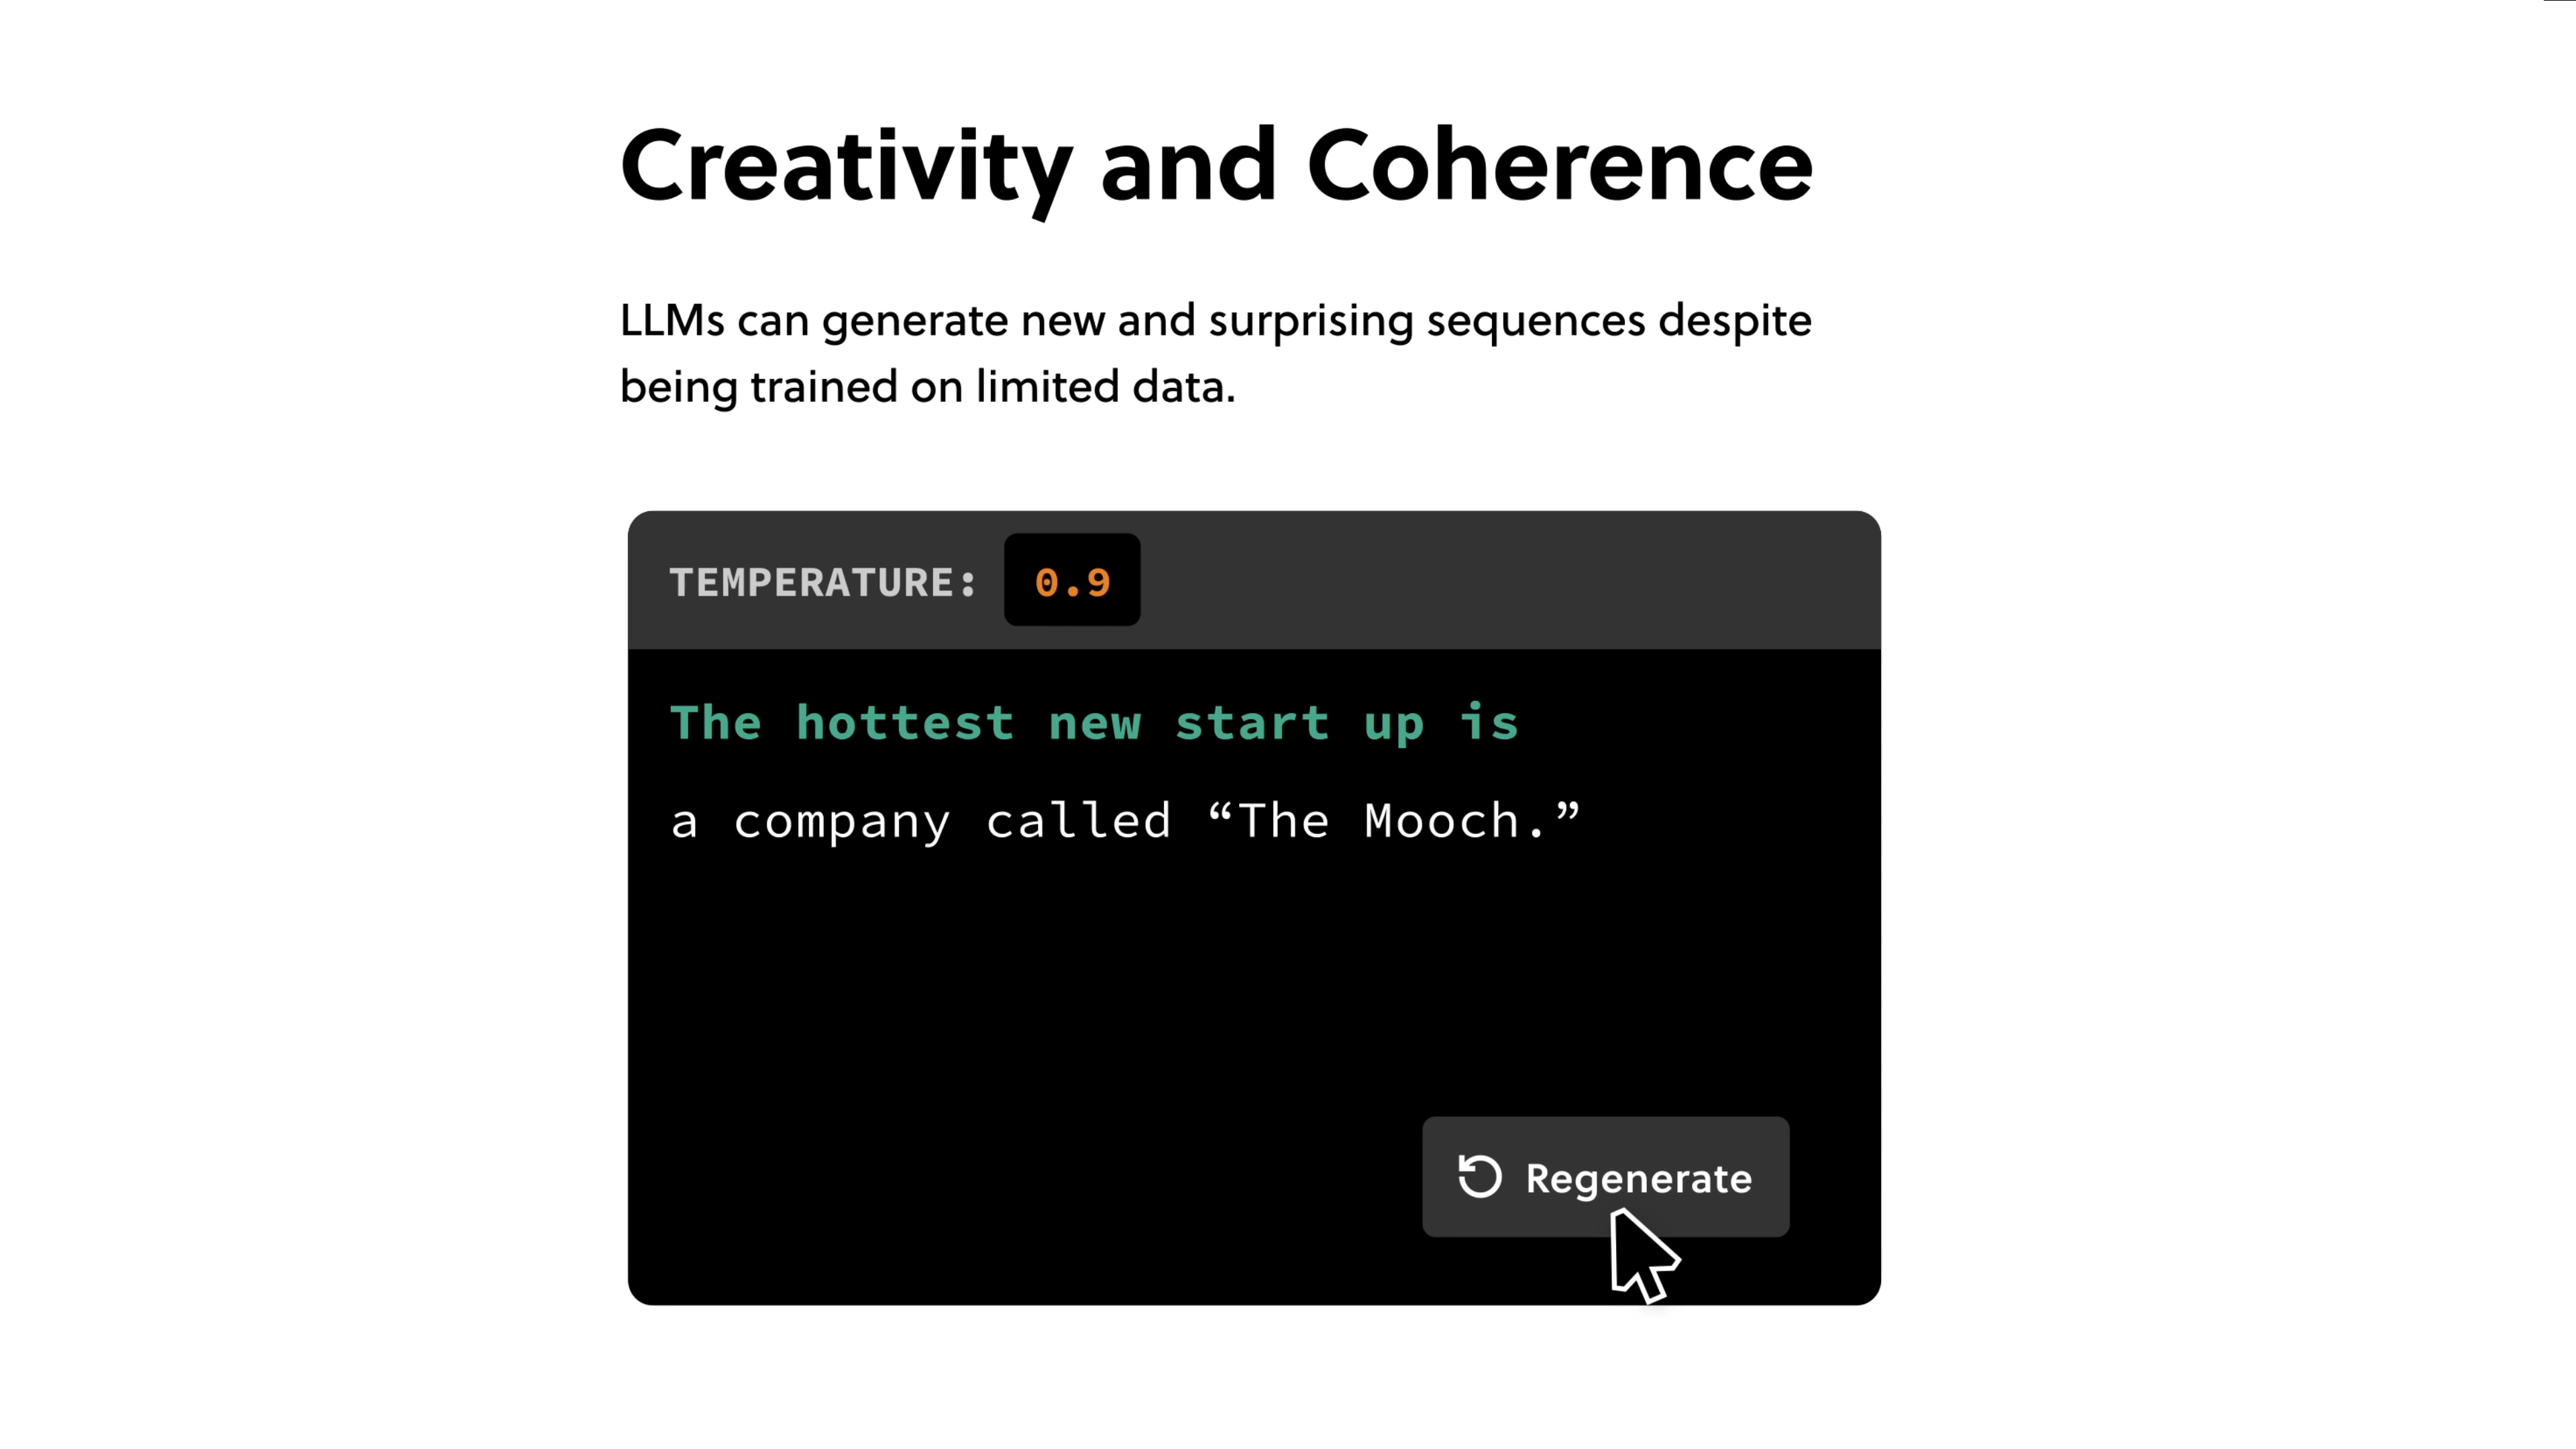 Creativity and Coherence
LLMs can generate new and surprising sequences despite
being trained on limited data.
TEMPERATURE: 0.9
The hottest new start up is
a company called “The Mooch.”
Regenerate